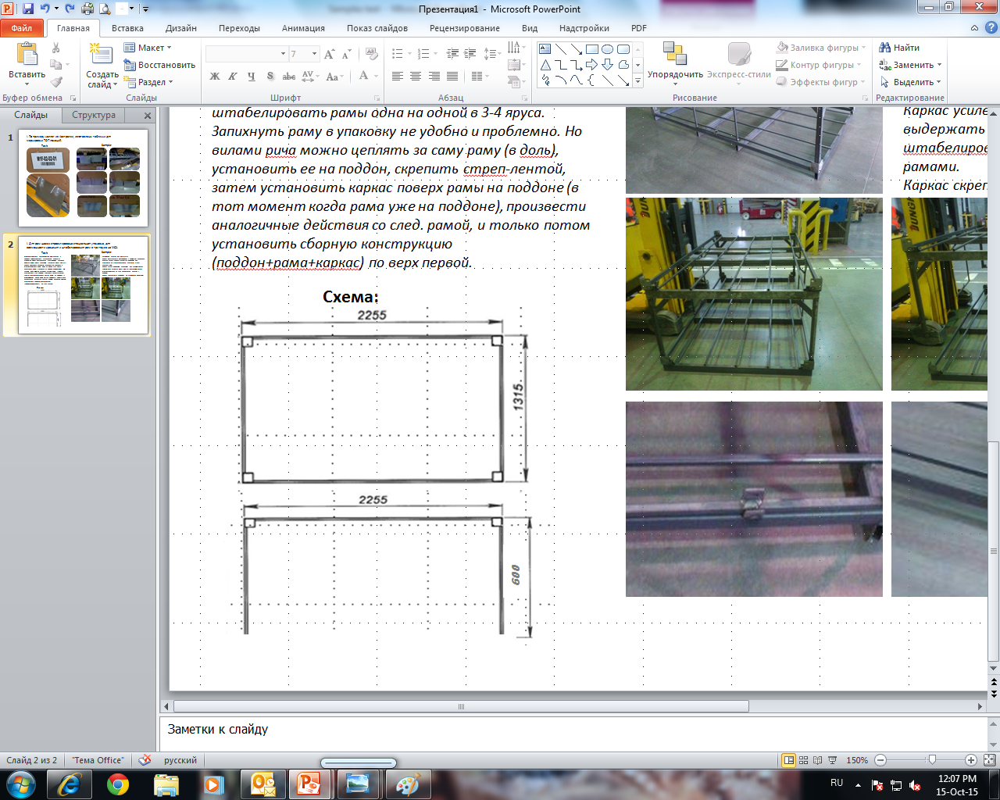 Презентация1 - Microsoft PowerPoint
Файл
Главная
Вставка
Дизайн
Переходы
Анимация
Показ слайдов
Рецензирование
Вид
Надстройки
PDF
Вставить
Буфер обмена
Создать слайд
Макет
Восстановить
Раздел
Слайды
7
Ж К Ч S abc AV Aa А
Шрифт
Абзац
Упорядочить
Экспресс-стили
Заливка фигуры
Контур фигуры
Эффекты фигур
Рисование
Найти
Заменить
Выделить
Редактирование
Слайды
Структура
1
2
штабелировать рамы одна на одной в 3-4 яруса.
Запихнуть раму в упаковку не удобно и проблемно. Но
вилами рича можно цеплять за саму раму (в доль),
установить ее на поддон, скрепить стреп-лентой,
затем установить каркас поверх рамы на поддоне (в
тот момент когда рама уже на поддоне), произвести
аналогичные действия со след. рамой, и только потом
установить сборную конструкцию
(поддон+рама+каркас) по верх первой.
Схема:
2255
1315
2255
600
Каркас усиле
выдержать
штабелиров
рамами.
Каркас скреп
Заметки к слайду
Слайд 2 из 2
"Тема Office"
русский
150%
RU
12:07 PM
15-Oct-15